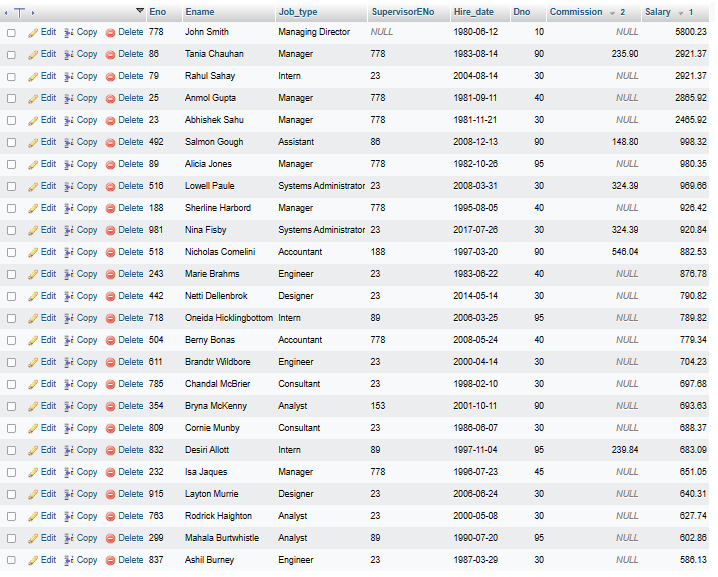 Eno Ename Job_type SupervisorENo Hire_date Dno Commission 2 Salary 1
Edit Copy Delete 778 John Smith Managing Director NULL 1980-06-12 10 NULL 5800.23
Edit Copy Delete 86 Tania Chauhan Manager 778 1983-08-14 90 235.90 2921.37
Edit Copy Delete 79 Rahul Sahay Intern 23 2004-08-14 30 NULL 2921.37
Edit Copy Delete 25 Anmol Gupta Manager 778 1981-09-11 40 NULL 2865.92
Edit Copy Delete 23 Abhishek Sahu Manager 778 1981-11-21 30 NULL 2465.92
Edit Copy Delete 492 Salmon Gough Assistant 86 2008-12-13 90 148.80 998.32
Edit Copy Delete 89 Alicia Jones Manager 778 1982-10-26 95 NULL 980.35
Edit Copy Delete 516 Lowell Paule Systems Administrator 23 2008-03-31 30 324.39 969.66
Edit Copy Delete 188 Sherline Harbord Manager 778 1995-08-05 40 NULL 926.42
Edit Copy Delete 981 Nina Fisby Systems Administrator 23 2017-07-26 30 324.39 920.84
Edit Copy Delete 518 Nicholas Comelini Accountant 188 1997-03-20 90 546.04 882.53
Edit Copy Delete 243 Marie Brahms Engineer 23 1983-06-22 40 NULL 876.78
Edit Copy Delete 442 Netti Dellenbrok Designer 23 2014-05-14 30 NULL 790.82
Edit Copy Delete 718 Oneida Hicklingbottom Intern 89 2006-03-25 95 NULL 789.82
Edit Copy Delete 504 Berny Bonas Accountant 778 2008-05-24 40 NULL 779.34
Edit Copy Delete 611 Brandtr Wildbore Engineer 23 2000-04-14 30 NULL 704.23
Edit Copy Delete 785 Chandal McBrier Consultant 23 1998-02-10 30 NULL 697.68
Edit Copy Delete 354 Bryna McKenny Analyst 153 2001-10-11 90 NULL 693.63
Edit Copy Delete 809 Cornie Munby Consultant 23 1986-06-07 30 NULL 688.37
Edit Copy Delete 832 Desiri Allott Intern 89 1997-11-04 95 239.84 683.09
Edit Copy Delete 232 Isa Jaques Manager 778 1996-07-23 45 NULL 651.05
Edit Copy Delete 915 Layton Murrie Designer 23 2006-06-24 30 NULL 640.31
Edit Copy Delete 763 Rodrick Haighton Analyst 23 2000-05-08 30 NULL 627.74
Edit Copy Delete 299 Mahala Burtwhistle Analyst 89 1990-07-20 95 NULL 602.86
Edit Copy Delete 837 Ashil Burney Engineer 23 1987-03-29 30 NULL 586.13